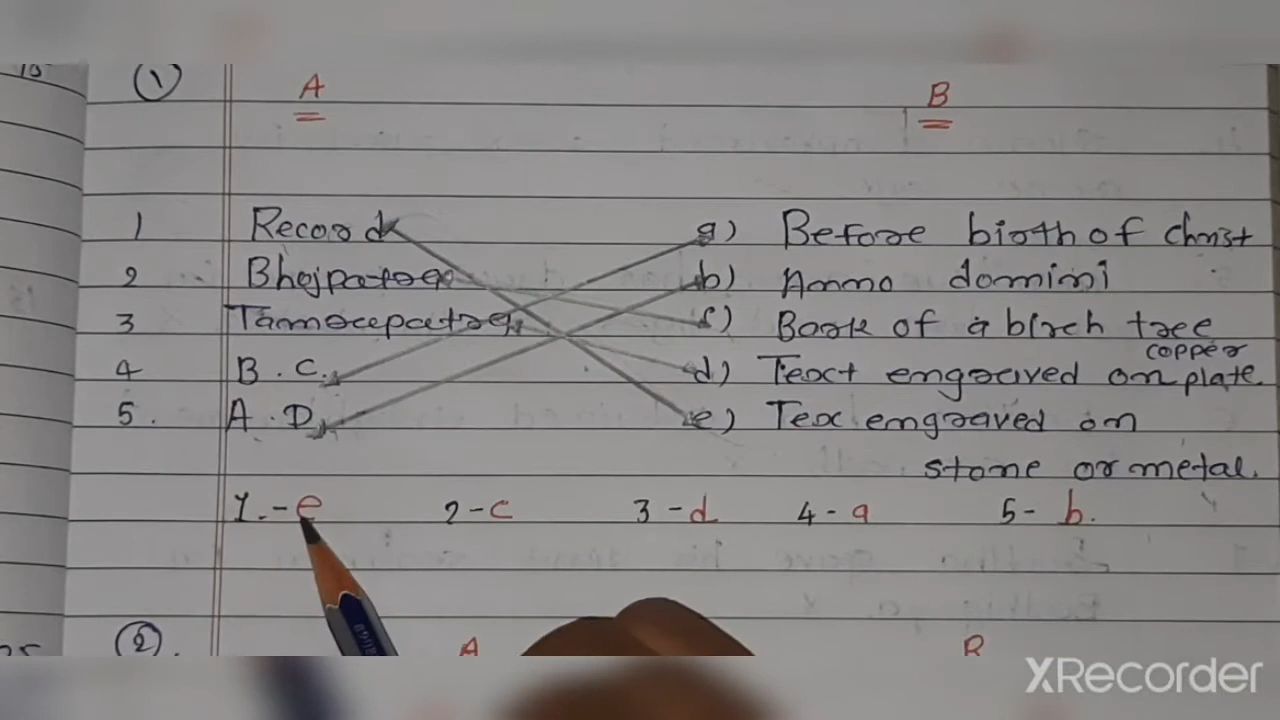 (1) A B
1 Record a) Before birth of Christ
2 Bhojpatra b) Anno domini
3 Tamrapatra c) Bark of a birch tree
copper
4 B.C. d) Text engraved on plate.
5. A.D. e) Tex engraved on
stone or metal.
1.-e 2-c 3-d 4-a 5-b.
(2). A B
XRecorder